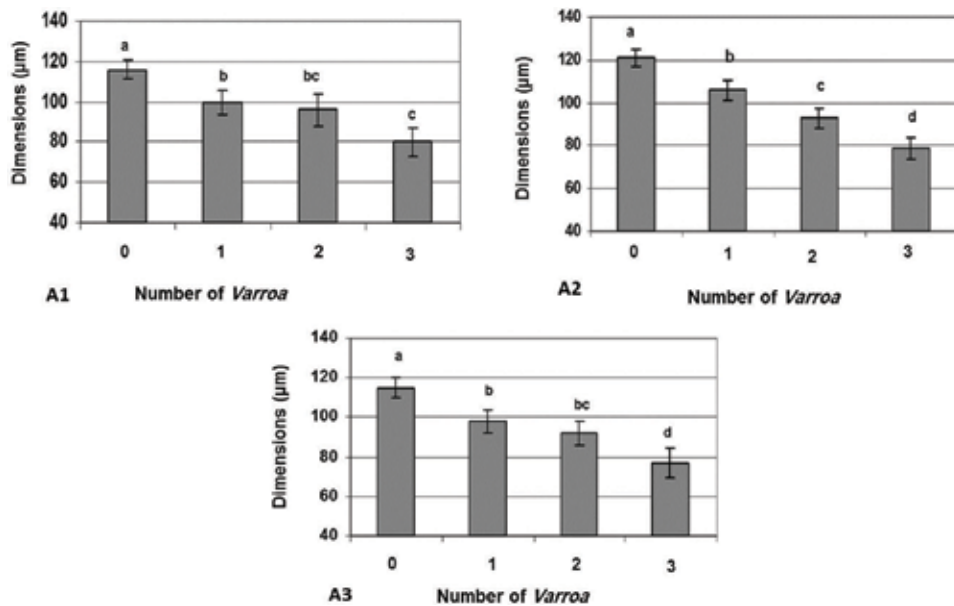 140
120
100
80
60
40
Dimensions (µm)
a
b
bc
c
0 1 2 3
A1 Number of Varroa
140
120
100
80
60
40
Dimensions (µm)
a
b
c
d
0 1 2 3
A2 Number of Varroa
140
120
100
80
60
40
Dimensions (µm)
a
b
bc
d
0 1 2 3
A3 Number of Varroa